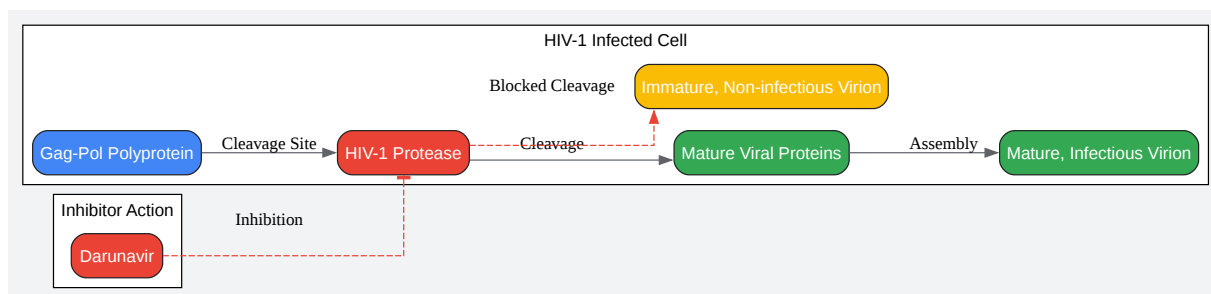 HIV-1 Infected Cell
Blocked Cleavage
Immature, Non-infectious Virion
Gag-Pol Polyprotein
Cleavage Site
HIV-1 Protease
Cleavage
Mature Viral Proteins
Assembly
Mature, Infectious Virion
Inhibitor Action
Inhibition
Darunavir